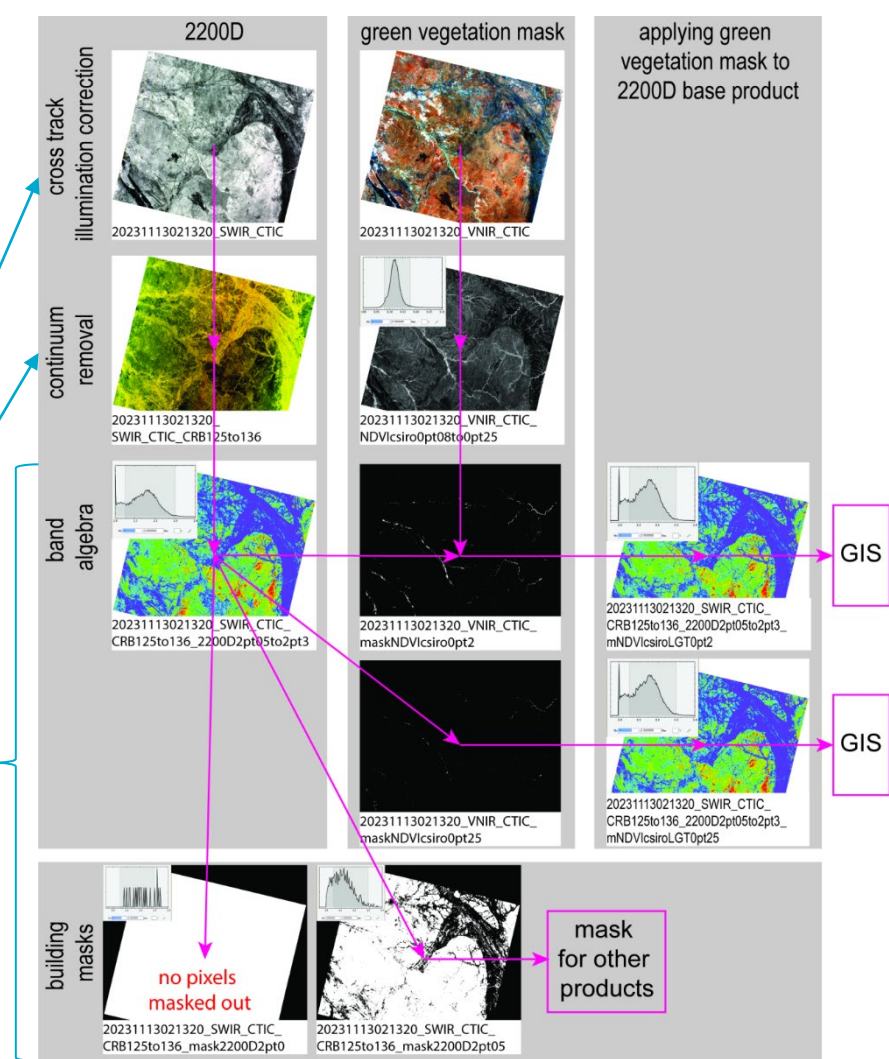 2200D
green vegetation mask
applying green
vegetation mask to
2200D base product
cross track
illumination correction
20231113021320_SWIR_CTIC
20231113021320_VNIR_CTIC
continuum
removal
20231113021320_
SWIR_CTIC_CRB125to136
20231113021320_VNIR_CTIC_
NDVIcsiro0pt08to0pt25
band
algebra
20231113021320_SWIR_CTIC_
CRB125to136_2200D2pt05to2pt3
20231113021320_VNIR_CTIC_
maskNDVIcsiro0pt2
20231113021320_SWIR_CTIC_
CRB125to136_2200D2pt05to2pt3_
mNDVIcsiroLGT0pt2
GIS
20231113021320_VNIR_CTIC_
maskNDVIcsiro0pt25
20231113021320_SWIR_CTIC_
CRB125to136_2200D2pt05to2pt3_
mNDVIcsiroLGT0pt25
GIS
building
masks
no pixels
masked out
20231113021320_SWIR_CTIC_
CRB125to136_mask2200D2pt0
20231113021320_SWIR_CTIC_
CRB125to136_mask2200D2pt05
mask
for other
products